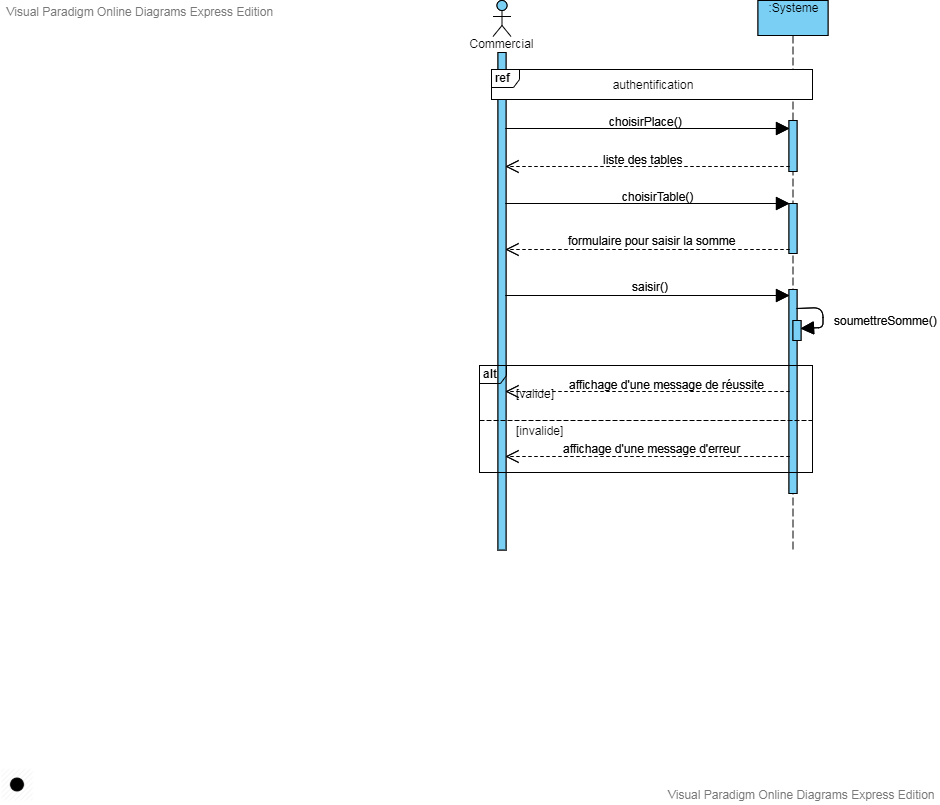 Visual Paradigm Online Diagrams Express Edition
:Systeme
Commercial
ref
authentification
choisirPlace()
liste des tables
choisirTable()
formulaire pour saisir la somme
saisir()
soumettreSomme()
alt
affichage d'une message de réussite
[valide]
[invalide]
affichage d'une message d'erreur
Visual Paradigm Online Diagrams Express Edition